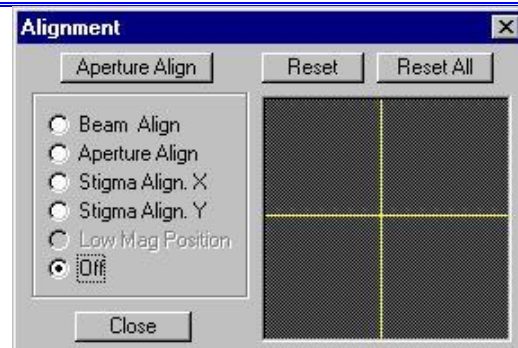 Alignment
Aperture Align
Reset
Reset All
Beam Align
Aperture Align
Stigma Align. X
Stigma Align. Y
Low Mag Position
Off
Close